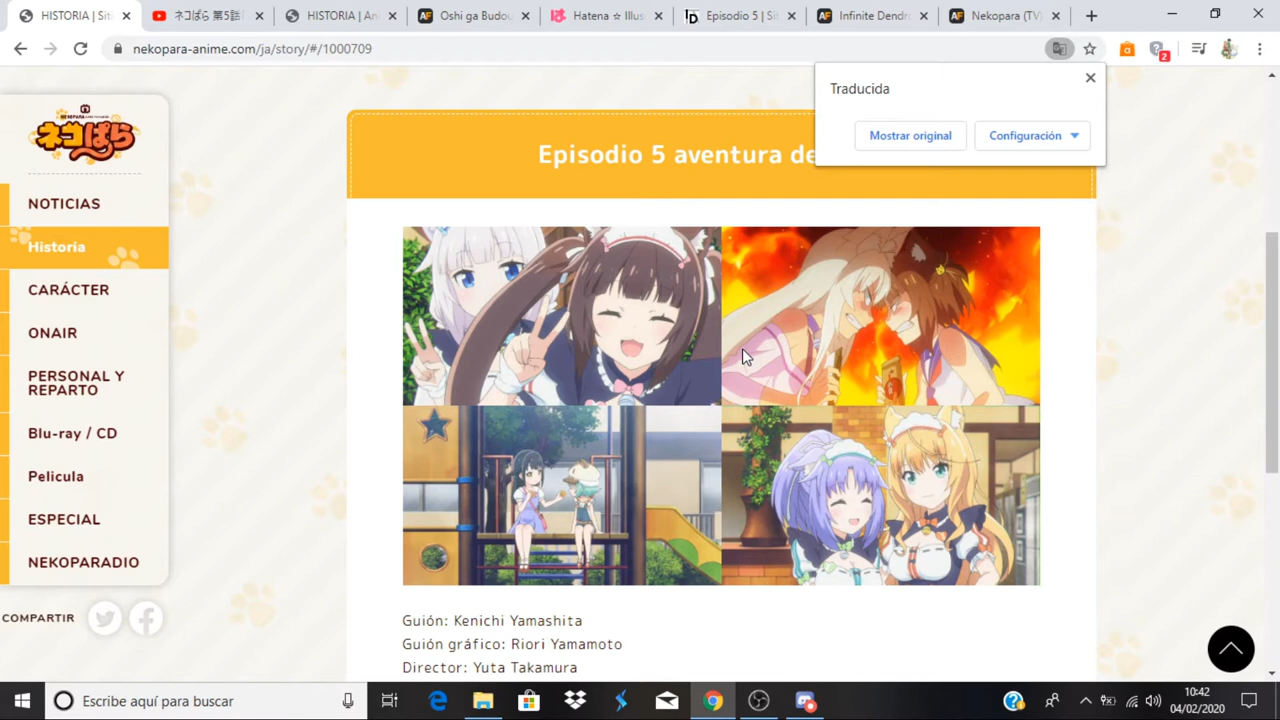 HISTORIA | Siti
ネコぱら 第5話
HISTORIA | An
Oshi ga Budou
Hatena ☆ Illus
Episodio 5 | Sit
Infinite Dendro
Nekopara (TV)
nekopara-anime.com/ja/story/#/1000709
2
Traducida
Mostrar original
Configuración
ネコぱら
NOTICIAS
Historia
CARÁCTER
ONAIR
PERSONAL Y
REPARTO
Blu-ray / CD
Pelicula
ESPECIAL
NEKOPARADIO
COMPARTIR
Episodio 5 aventura de
Guión: Kenichi Yamashita
Guión gráfico: Riori Yamamoto
Director: Yuta Takamura
Escribe aquí para buscar
10:42
04/02/2020